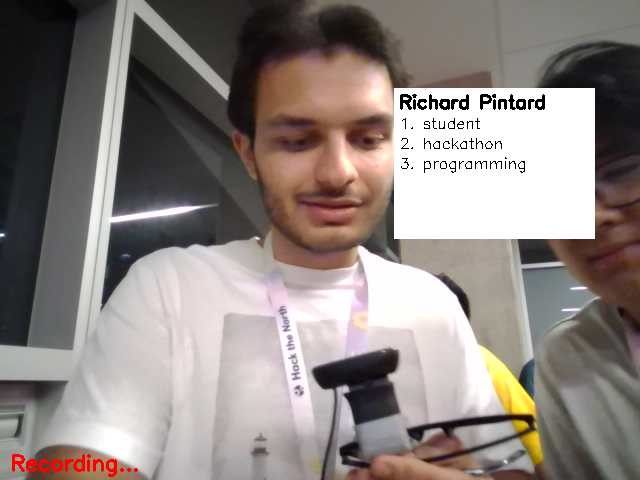 Richard Pintard
1. student
2. hackathon
3. programming
Hack the North
Recording...